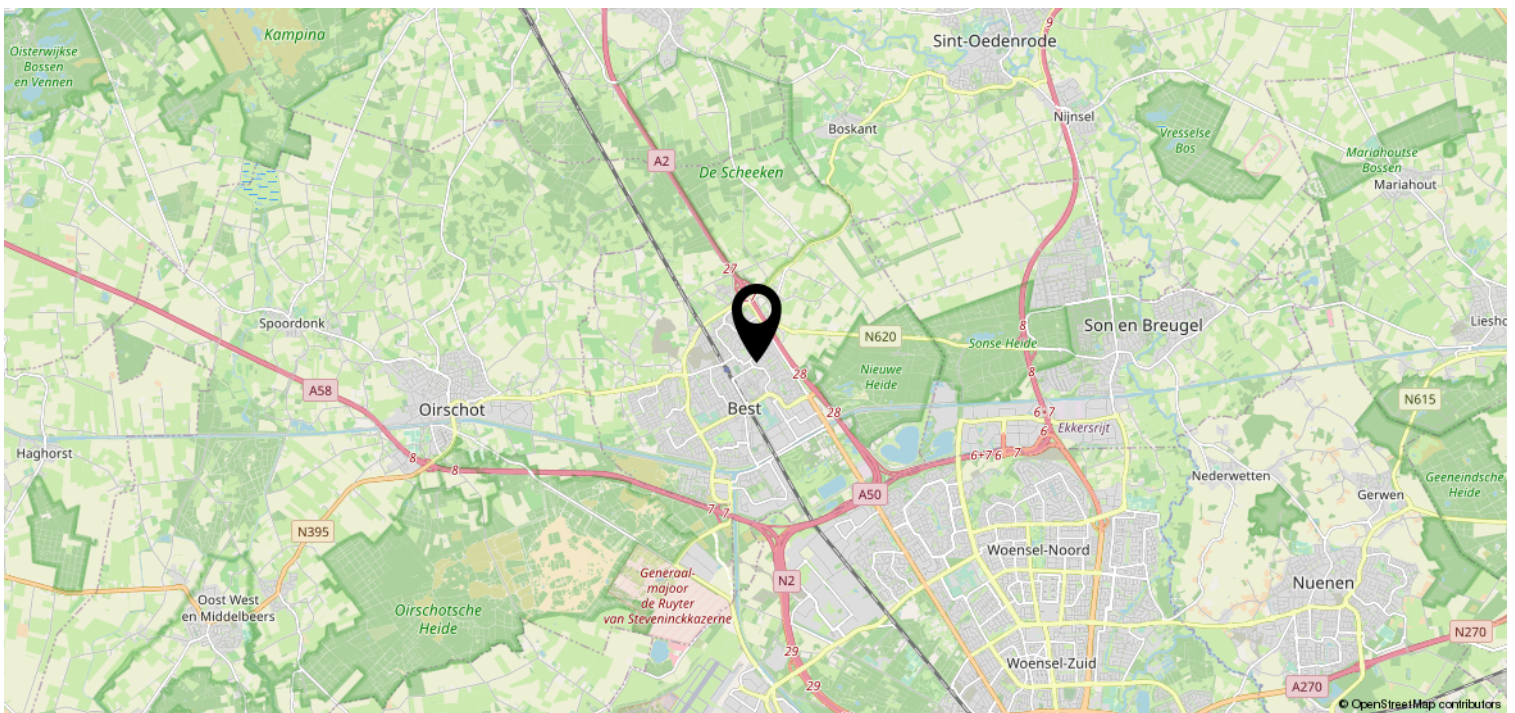 Kampina
Sint-Oedenrode
9
Oisterwijkse
Bossen
en Vennen
Nijnsel
Boskant
Vresselse
Bos
A2
De Scheeken
Mariahoutse
Bossen
Mariahout
27
Spoordonk
8
Son en Breugel
Liesho
N620
Sonse Heide
Nieuwe
Heide
28
8
A58
Oirschot
Best
28
N615
6+7
6
Ekkersrijt
Haghorst
8
8
6+7
6
7
Nederwetten
Geeneindsche
Heide
Gerwen
A50
7
7
N395
Woensel-Noord
N2
Nuenen
Generaal-
majoor
de Ruyter
van Steveninckkazerne
Oost West
en Middelbeers
Oirschotsche
Heide
N270
29
Woensel-Zuid
29
A270
© OpenStreetMap contributors